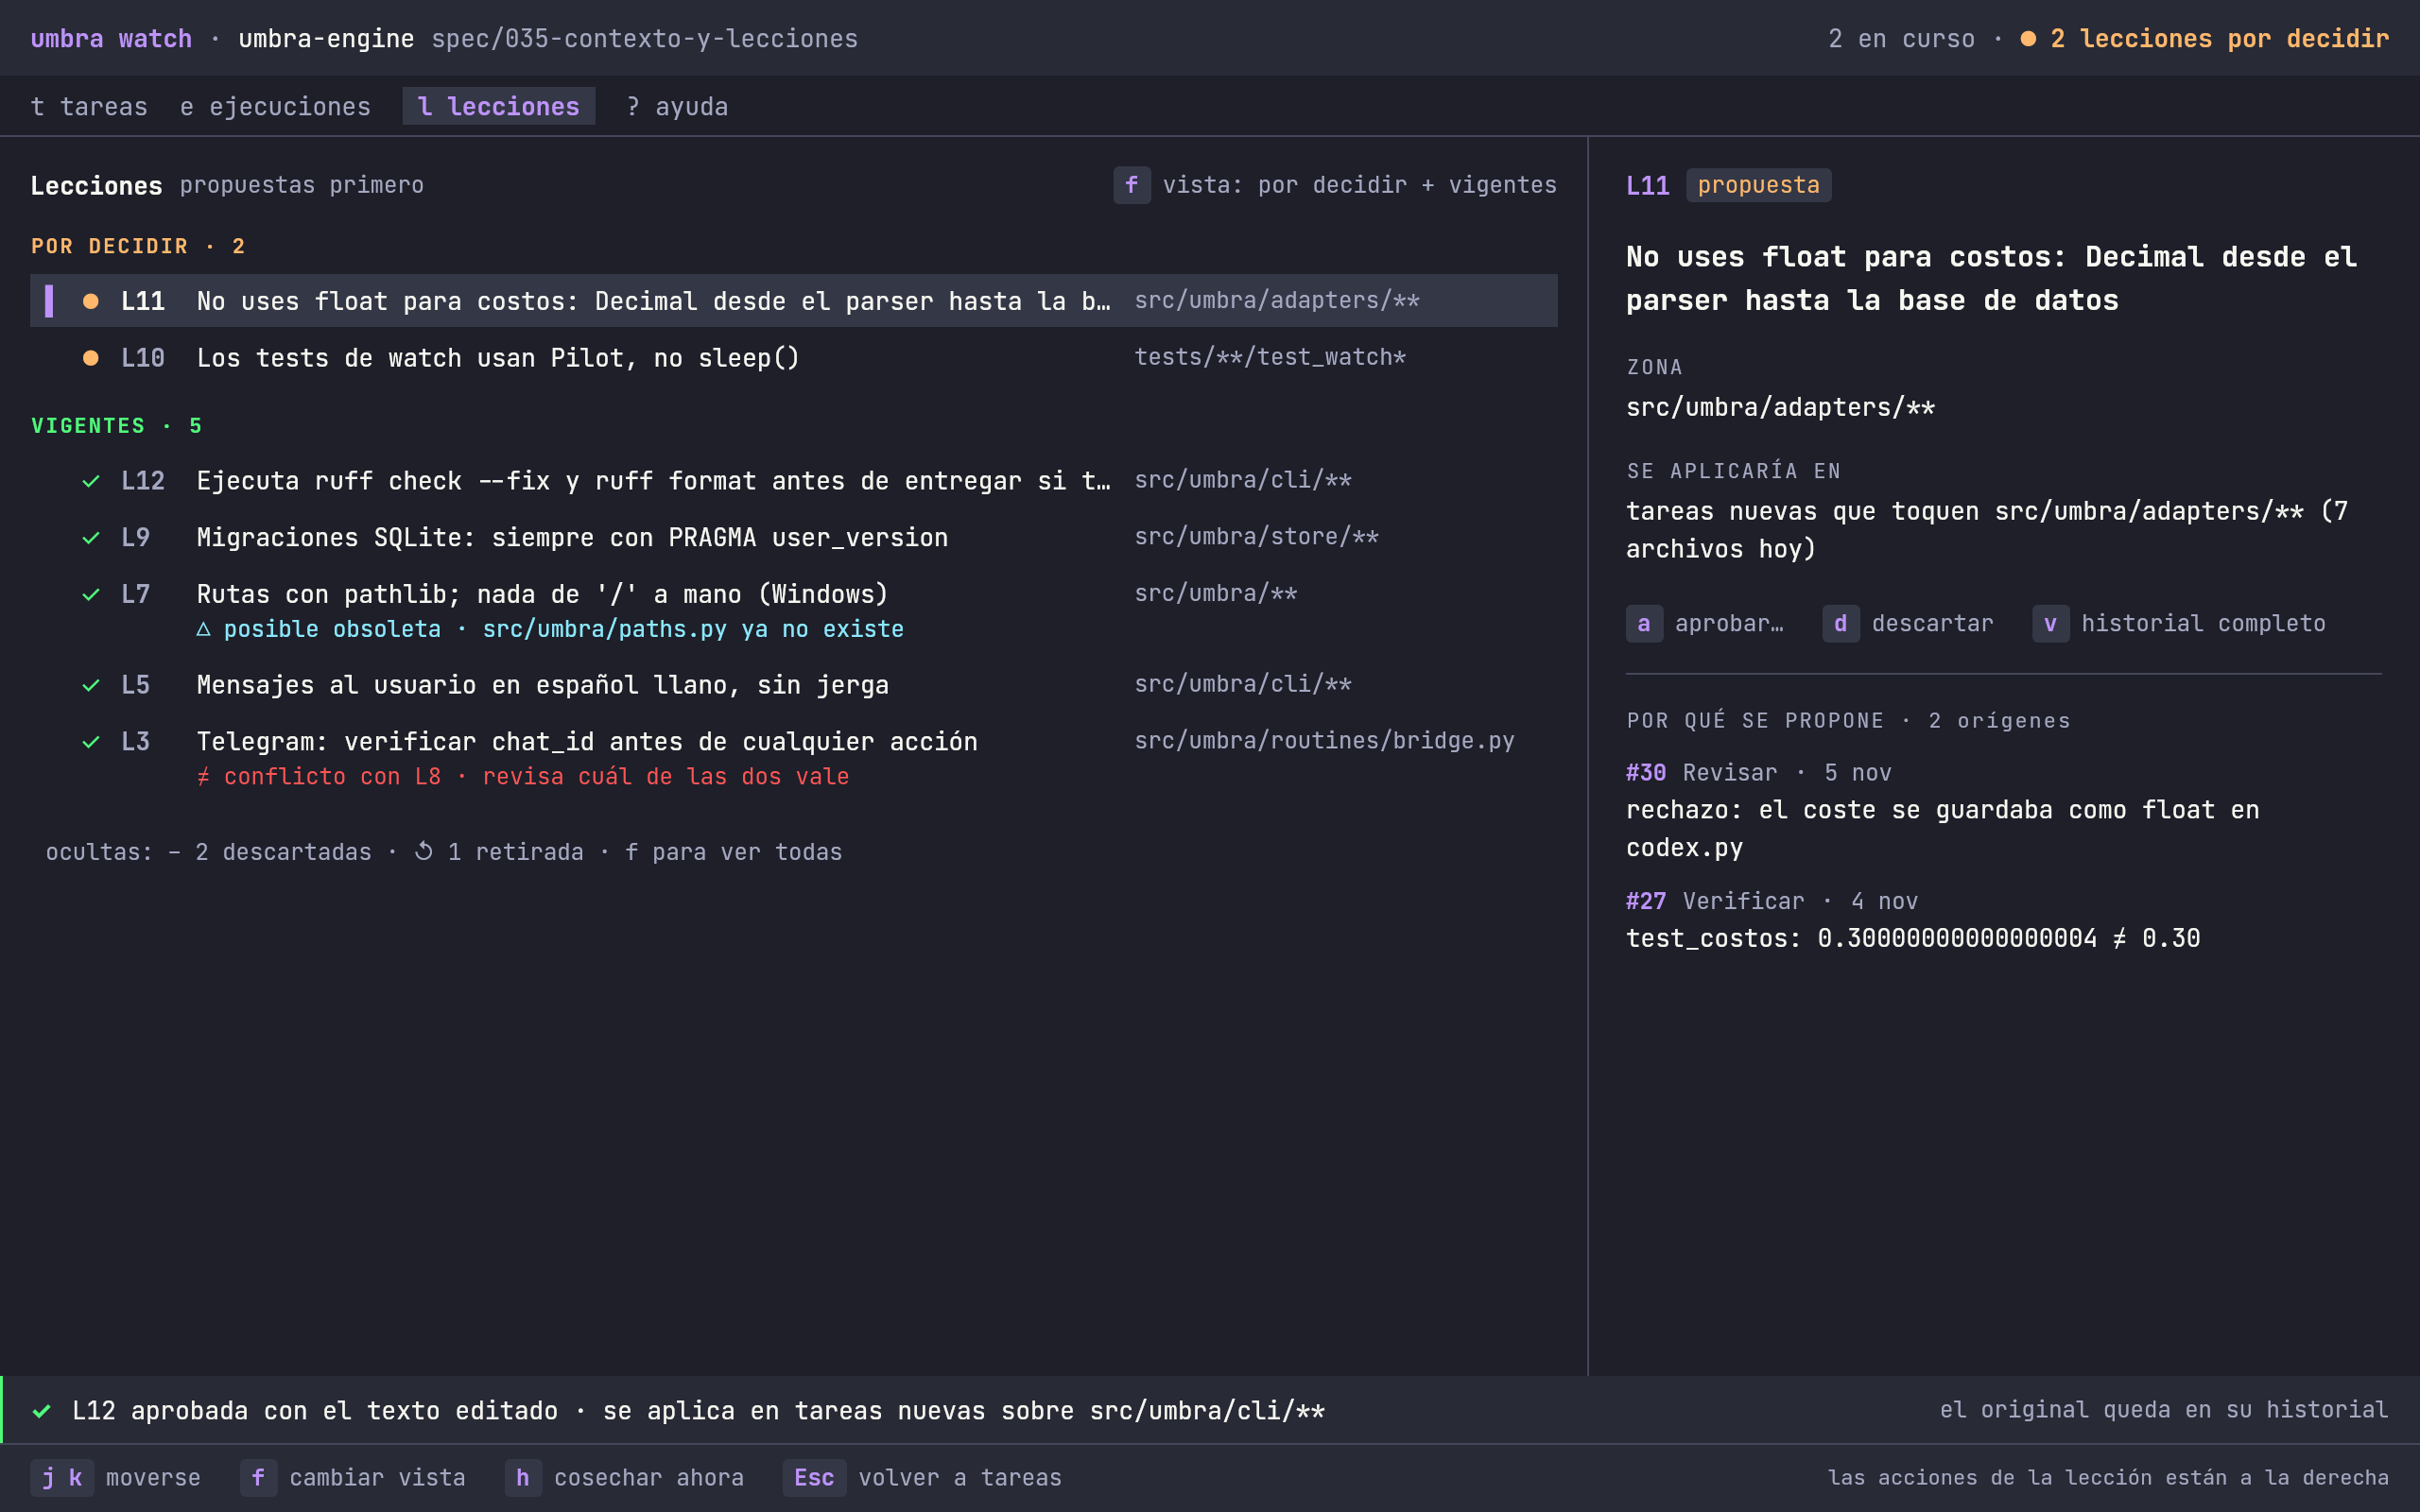 umbra watch · umbra-engine spec/035-contexto-y-lecciones
2 en curso · ● 2 lecciones por decidir
t tareas e ejecuciones l lecciones ? ayuda
Lecciones propuestas primero
f vista: por decidir + vigentes
POR DECIDIR · 2
● L11 No uses float para costos: Decimal desde el parser hasta la b… src/umbra/adapters/**
● L10 Los tests de watch usan Pilot, no sleep() tests/**/test_watch*
VIGENTES · 5
✓ L12 Ejecuta ruff check --fix y ruff format antes de entregar si t… src/umbra/cli/**
✓ L9 Migraciones SQLite: siempre con PRAGMA user_version src/umbra/store/**
✓ L7 Rutas con pathlib; nada de '/' a mano (Windows) src/umbra/**
△ posible obsoleta · src/umbra/paths.py ya no existe
✓ L5 Mensajes al usuario en español llano, sin jerga src/umbra/cli/**
✓ L3 Telegram: verificar chat_id antes de cualquier acción src/umbra/routines/bridge.py
≠ conflicto con L8 · revisa cuál de las dos vale
ocultas: – 2 descartadas · ↺ 1 retirada · f para ver todas
L11 propuesta
No uses float para costos: Decimal desde el
parser hasta la base de datos
ZONA
src/umbra/adapters/**
SE APLICARÍA EN
tareas nuevas que toquen src/umbra/adapters/** (7
archivos hoy)
a aprobar… d descartar v historial completo
POR QUÉ SE PROPONE · 2 orígenes
#30 Revisar · 5 nov
rechazo: el coste se guardaba como float en
codex.py
#27 Verificar · 4 nov
test_costos: 0.30000000000000004 ≠ 0.30
✓ L12 aprobada con el texto editado · se aplica en tareas nuevas sobre src/umbra/cli/**
el original queda en su historial
j k moverse f cambiar vista h cosechar ahora Esc volver a tareas
las acciones de la lección están a la derecha